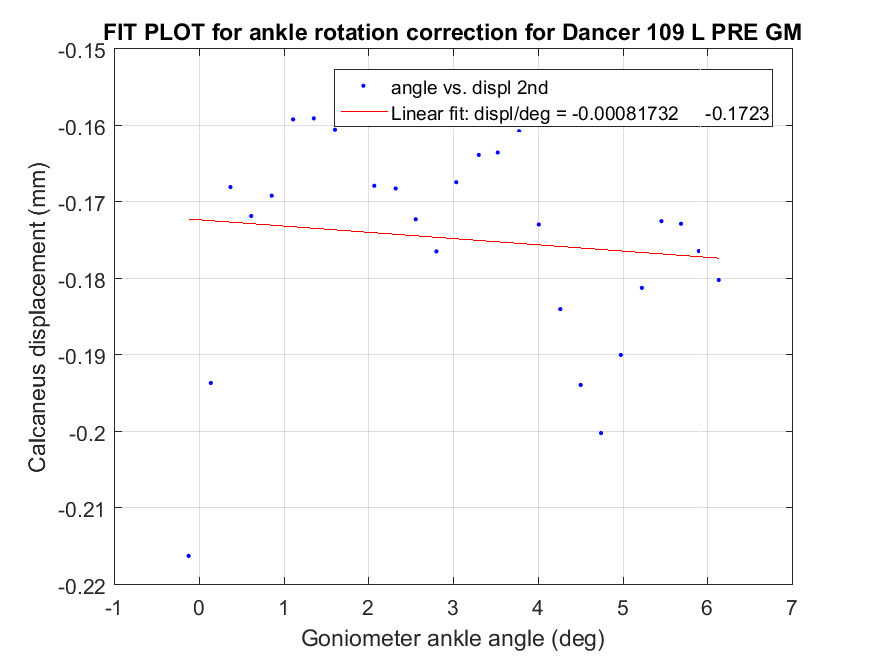 FIT PLOT for ankle rotation correction for Dancer 109 L PRE GM
-0.15
angle vs. displ 2nd
Linear fit: displ/deg = -0.00081732 -0.1723
-0.16
-0.17
-0.18
-0.19
-0.2
-0.21
-0.22
Calcaneus displacement (mm)
-1 0 1 2 3 4 5 6 7
Goniometer ankle angle (deg)